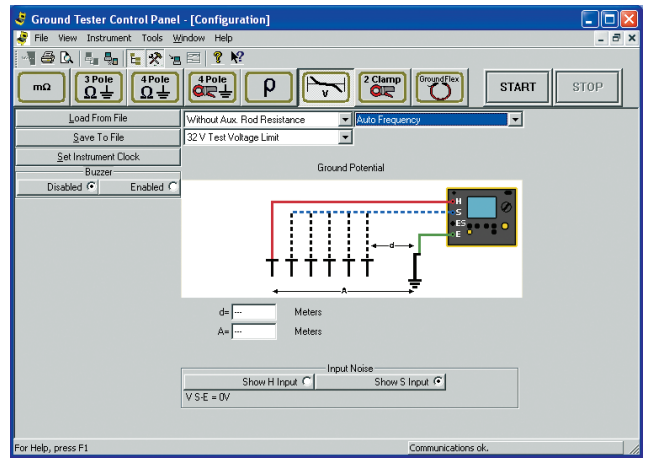 Ground Tester Control Panel - [Configuration]
File View Instrument Tools Window Help
mΩ
3 Pole
Ω
4 Pole
Ω
4 Pole
ρ
V
2 Clamp
GroundFlex
START
STOP
Load From File
Without Aux. Rod Resistance
Auto Frequency
Save To File
32 V Test Voltage Limit
Set Instrument Clock
Buzzer
Disabled Enabled
Ground Potential
H
S
ES
E
d
A
d= --- Meters
A= --- Meters
Input Noise
Show H Input Show S Input
V S-E = 0V
For Help, press F1
Communications ok.